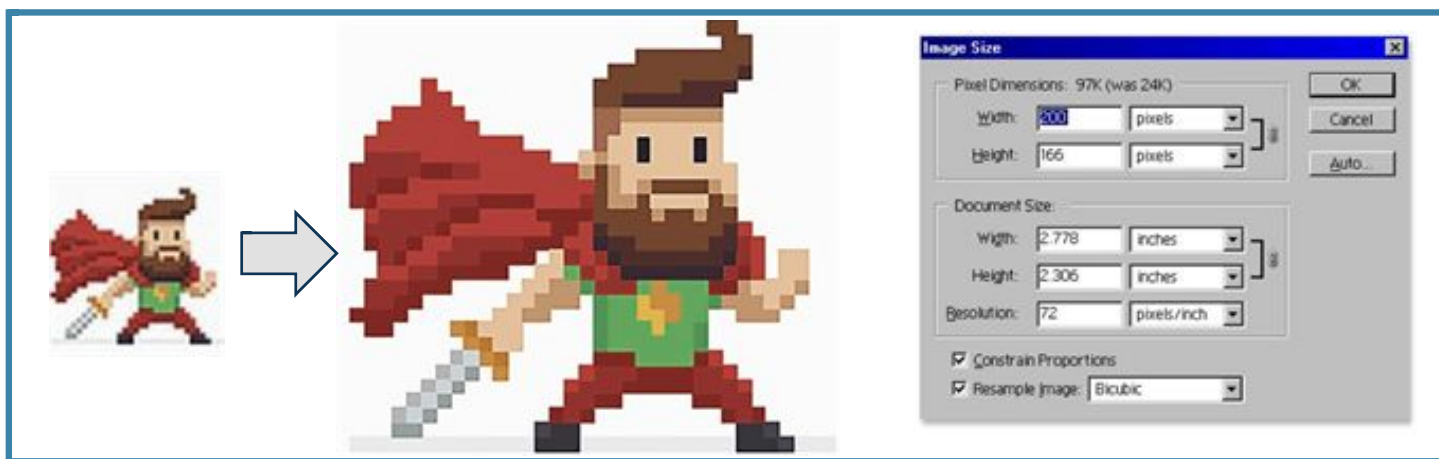 Image Size
Pixel Dimensions: 97K (was 24K)
Width: 200 pixels
Height: 166 pixels
OK
Cancel
Auto...
Document Size:
Width: 2.778 inches
Height: 2.306 inches
Resolution: 72 pixels/inch
Constrain Proportions
Resample Image: Bicubic